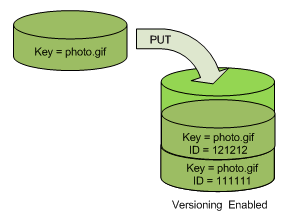 Key = photo.gif
PUT
Key = photo.gif
ID = 121212
Key = photo.gif
ID = 111111
Versioning Enabled